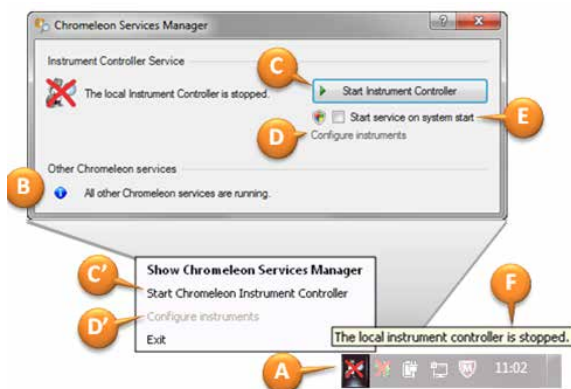 Chromeleon Services Manager
?
x
Instrument Controller Service
C
The local Instrument Controller is stopped.
Start Instrument Controller
Start service on system start
E
D
Configure instruments
Other Chromeleon services
B
All other Chromeleon services are running.
Show Chromeleon Services Manager
C'
Start Chromeleon Instrument Controller
F
D'
Configure instruments
Exit
The local instrument controller is stopped.
A
M
11:02